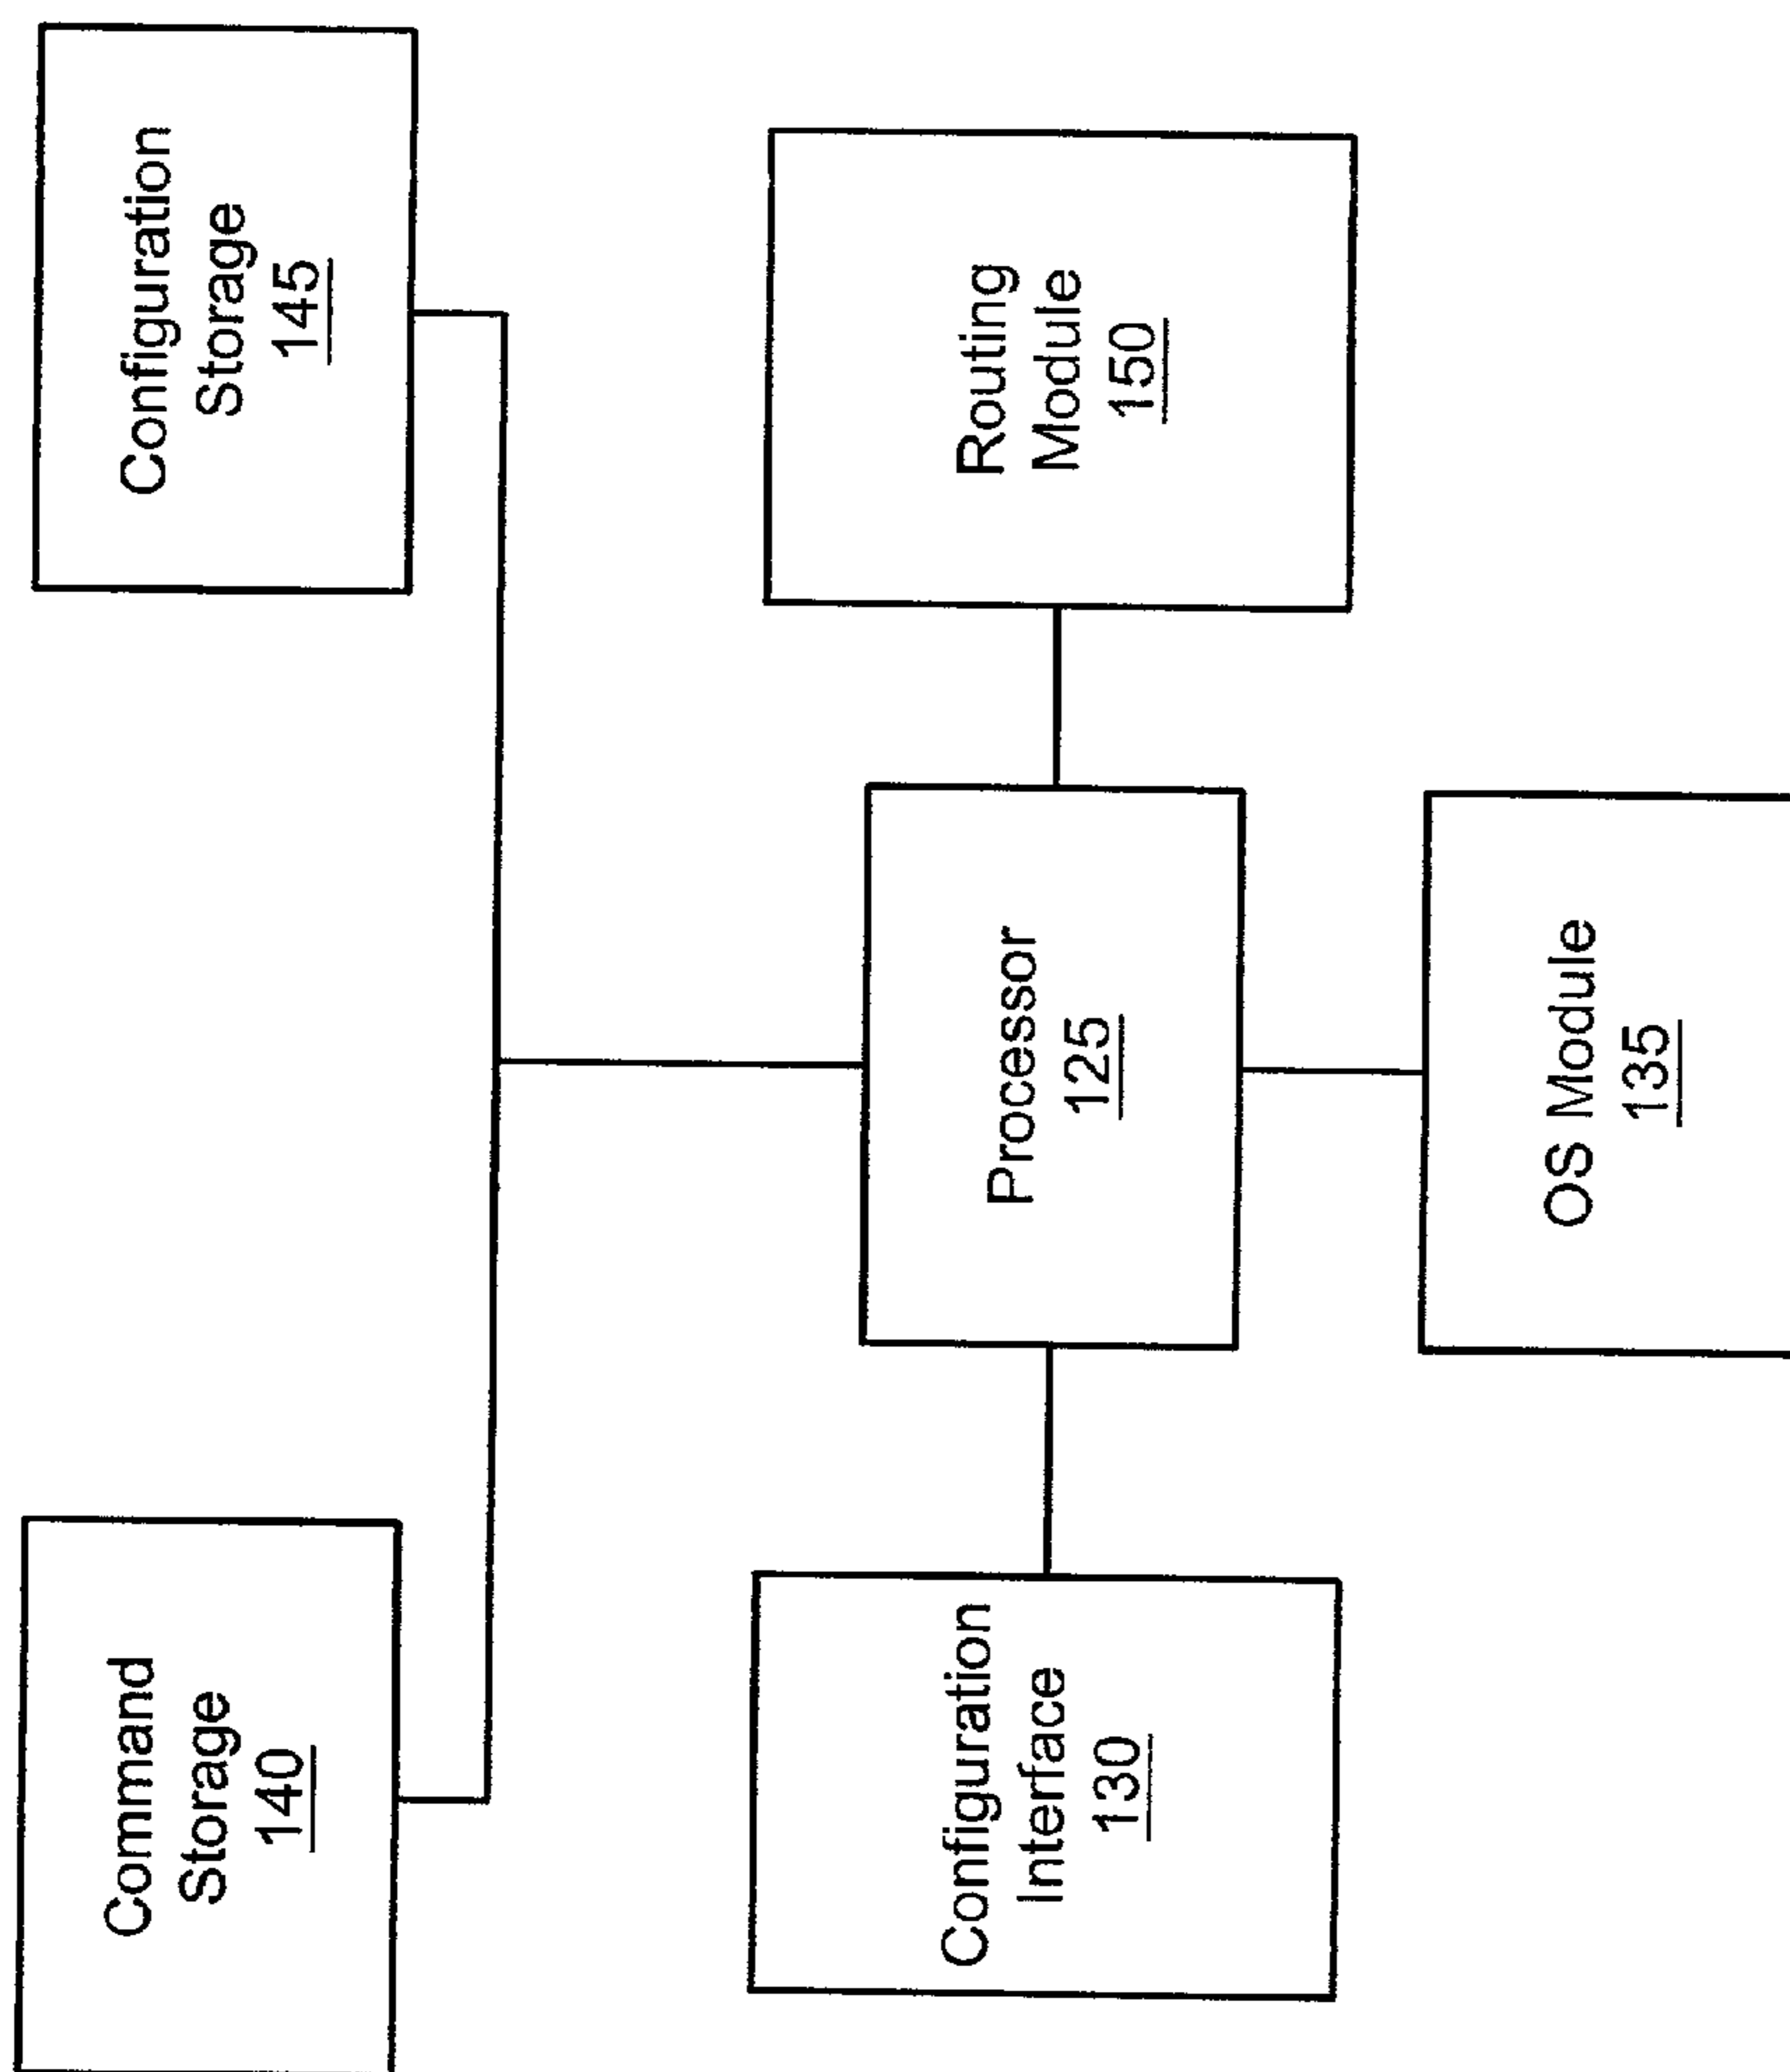 Command
Storage
140
Configuration
Storage
145
Configuration
Interface
130
Processor
125
Routing
Module
150
OS Module
135